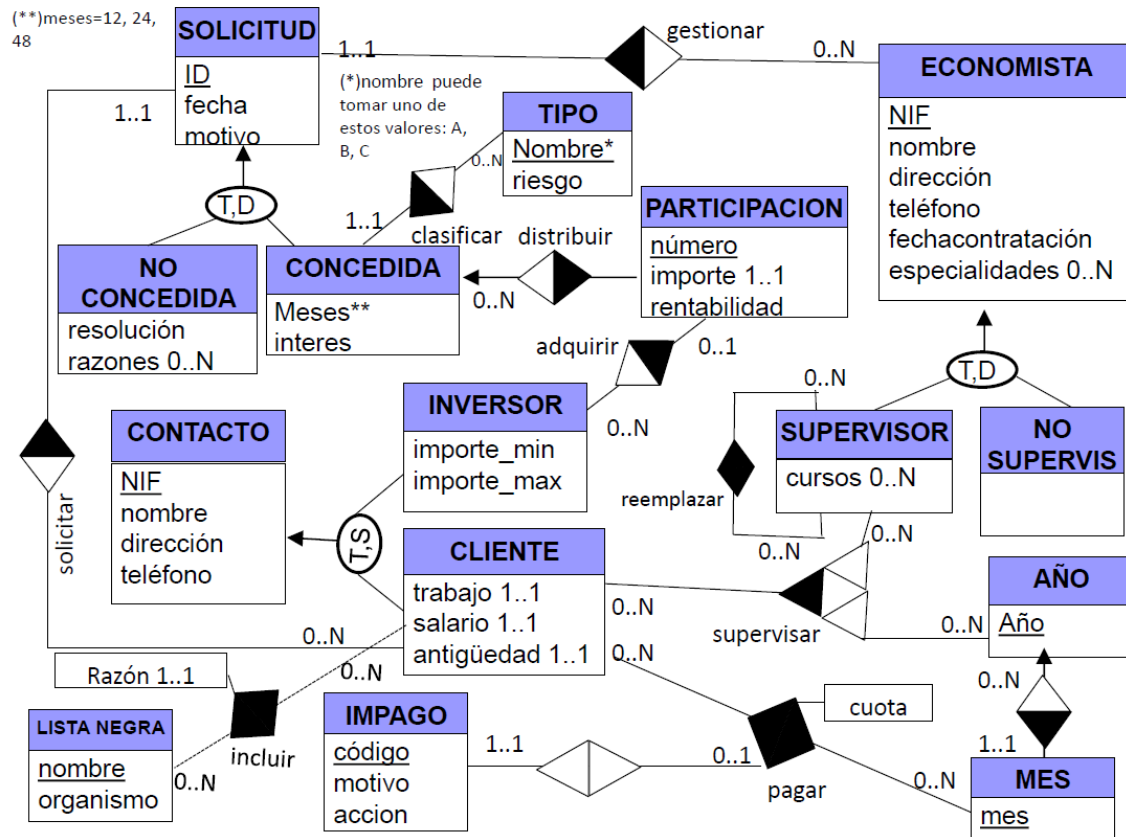 (**)meses=12, 24,
48
SOLICITUD
ID
fecha
motivo
1..1
gestionar
0..N
ECONOMISTA
NIF
nombre
dirección
teléfono
fechacontratación
especialidades 0..N
1..1
(*)nombre puede
tomar uno de
estos valores: A,
B, C
TIPO
Nombre*
riesgo
0..N
T,D
1..1
clasificar
distribuir
PARTICIPACION
número
importe 1..1
rentabilidad
NO
CONCEDIDA
resolución
razones 0..N
CONCEDIDA
Meses**
interes
0..N
adquirir
0..1
0..N
T,D
0..N
INVERSOR
importe_min
importe_max
SUPERVISOR
cursos 0..N
NO
SUPERVIS
reemplazar
0..N
0..N
CONTACTO
NIF
nombre
dirección
teléfono
solicitar
T,S
CLIENTE
trabajo 1..1
salario 1..1
antigüedad 1..1
0..N
0..N
0..N
0..N
supervisar
0..N
AÑO
Año
Razón 1..1
LISTA NEGRA
nombre
organismo
0..N
incluir
IMPAGO
código
motivo
accion
1..1
0..1
cuota
pagar
0..N
0..N
1..1
MES
mes